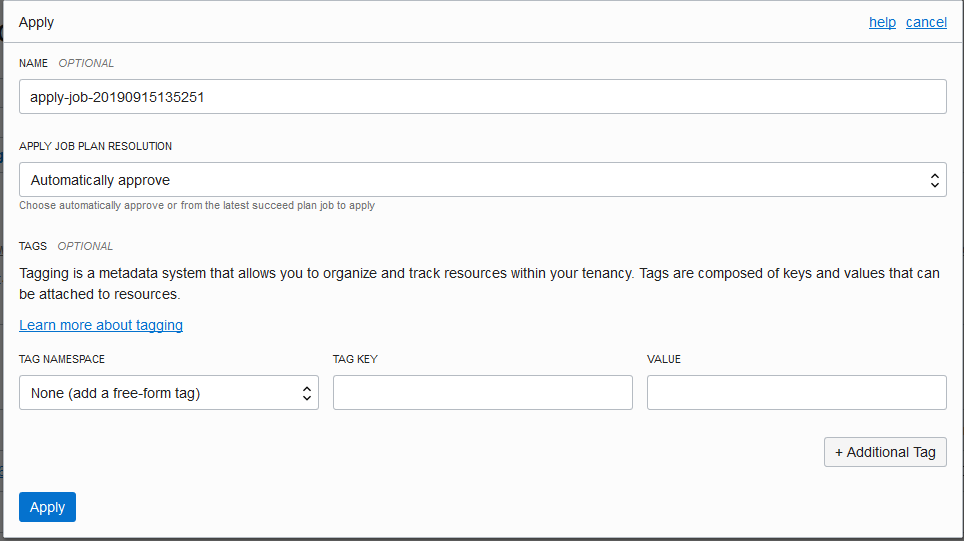 Apply help cancel
NAME OPTIONAL
apply-job-20190915135251
APPLY JOB PLAN RESOLUTION
Automatically approve
Choose automatically approve or from the latest succeed plan job to apply
TAGS OPTIONAL
Tagging is a metadata system that allows you to organize and track resources within your tenancy. Tags are composed of keys and values that can
be attached to resources.
Learn more about tagging
TAG NAMESPACE TAG KEY VALUE
None (add a free-form tag)
+ Additional Tag
Apply